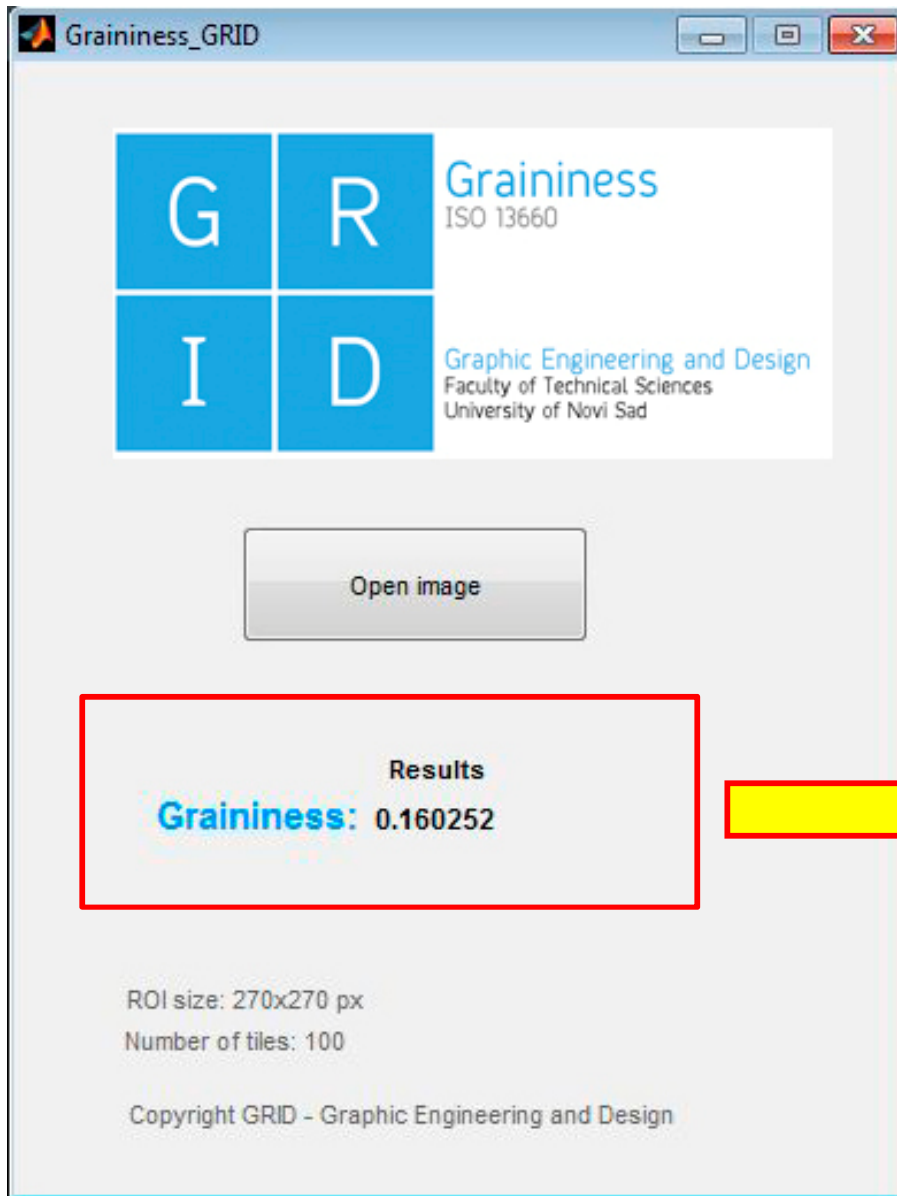 Graininess_GRID
G R
I D
Graininess
ISO 13660
Graphic Engineering and Design
Faculty of Technical Sciences
University of Novi Sad
Open image
Results
Graininess: 0.160252
ROI size: 270x270 px
Number of tiles: 100
Copyright GRID - Graphic Engineering and Design